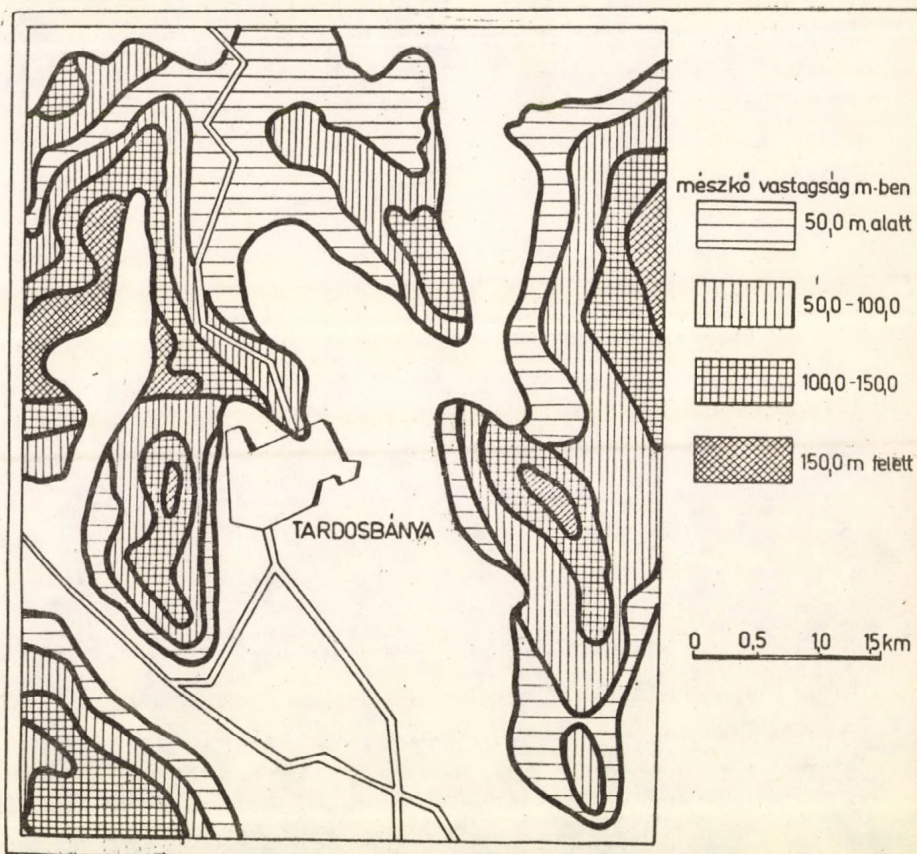 mészkő vastagság m-ben
50,0 m alatt
50,0-100,0
100,0-150,0
150,0 m felett
TARDOSBÁNYA
0 0,5 1,0 1,5 km